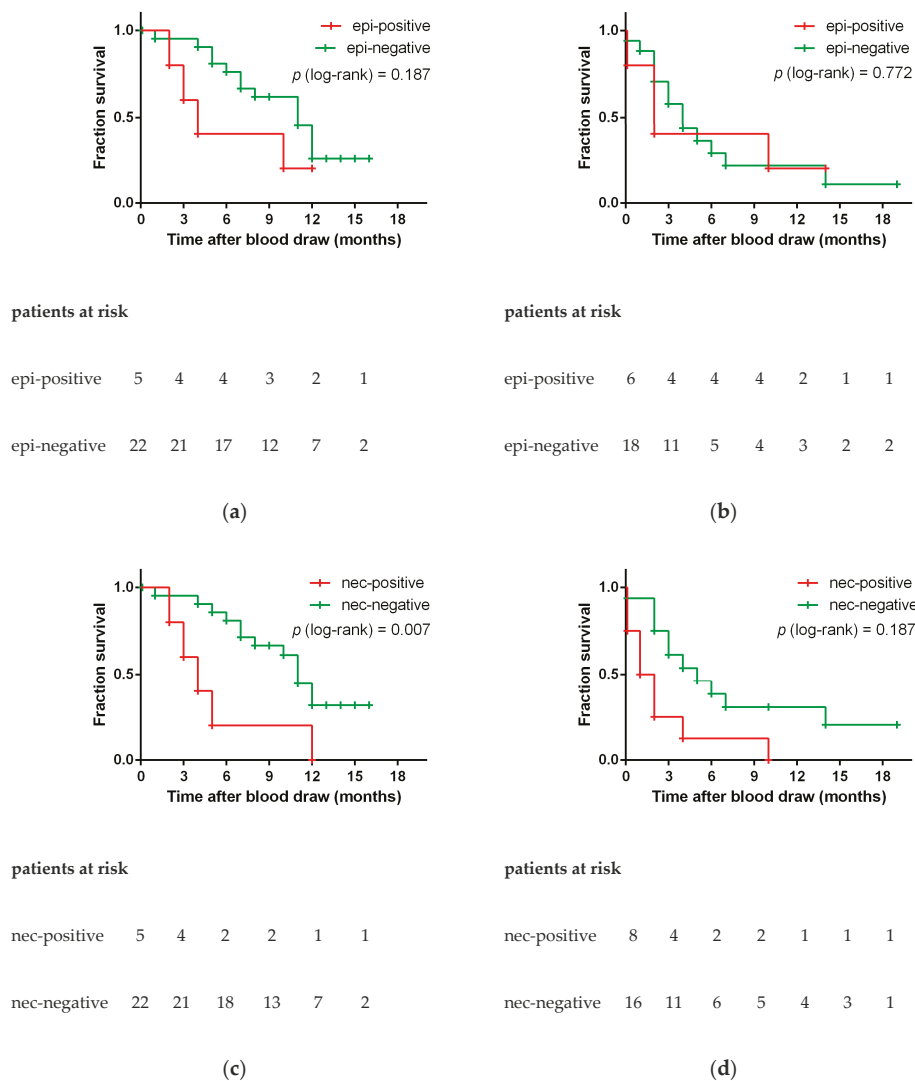 1.0
0.5
0.0
Fraction survival
epi-positive
epi-negative
p (log-rank) = 0.187
0 3 6 9 12 15 18
Time after blood draw (months)
patients at risk
epi-positive 5 4 4 3 2 1
epi-negative 22 21 17 12 7 2
(a)
1.0
0.5
0.0
Fraction survival
epi-positive
epi-negative
p (log-rank) = 0.772
0 3 6 9 12 15 18
Time after blood draw (months)
patients at risk
epi-positive 6 4 4 4 2 1 1
epi-negative 18 11 5 4 3 2 2
(b)
1.0
0.5
0.0
Fraction survival
nec-positive
nec-negative
p (log-rank) = 0.007
0 3 6 9 12 15 18
Time after blood draw (months)
patients at risk
nec-positive 5 4 2 2 1 1
nec-negative 22 21 18 13 7 2
(c)
1.0
0.5
0.0
Fraction survival
nec-positive
nec-negative
p (log-rank) = 0.187
0 3 6 9 12 15 18
Time after blood draw (months)
patients at risk
nec-positive 8 4 2 2 1 1 1
nec-negative 16 11 6 5 4 3 1
(d)